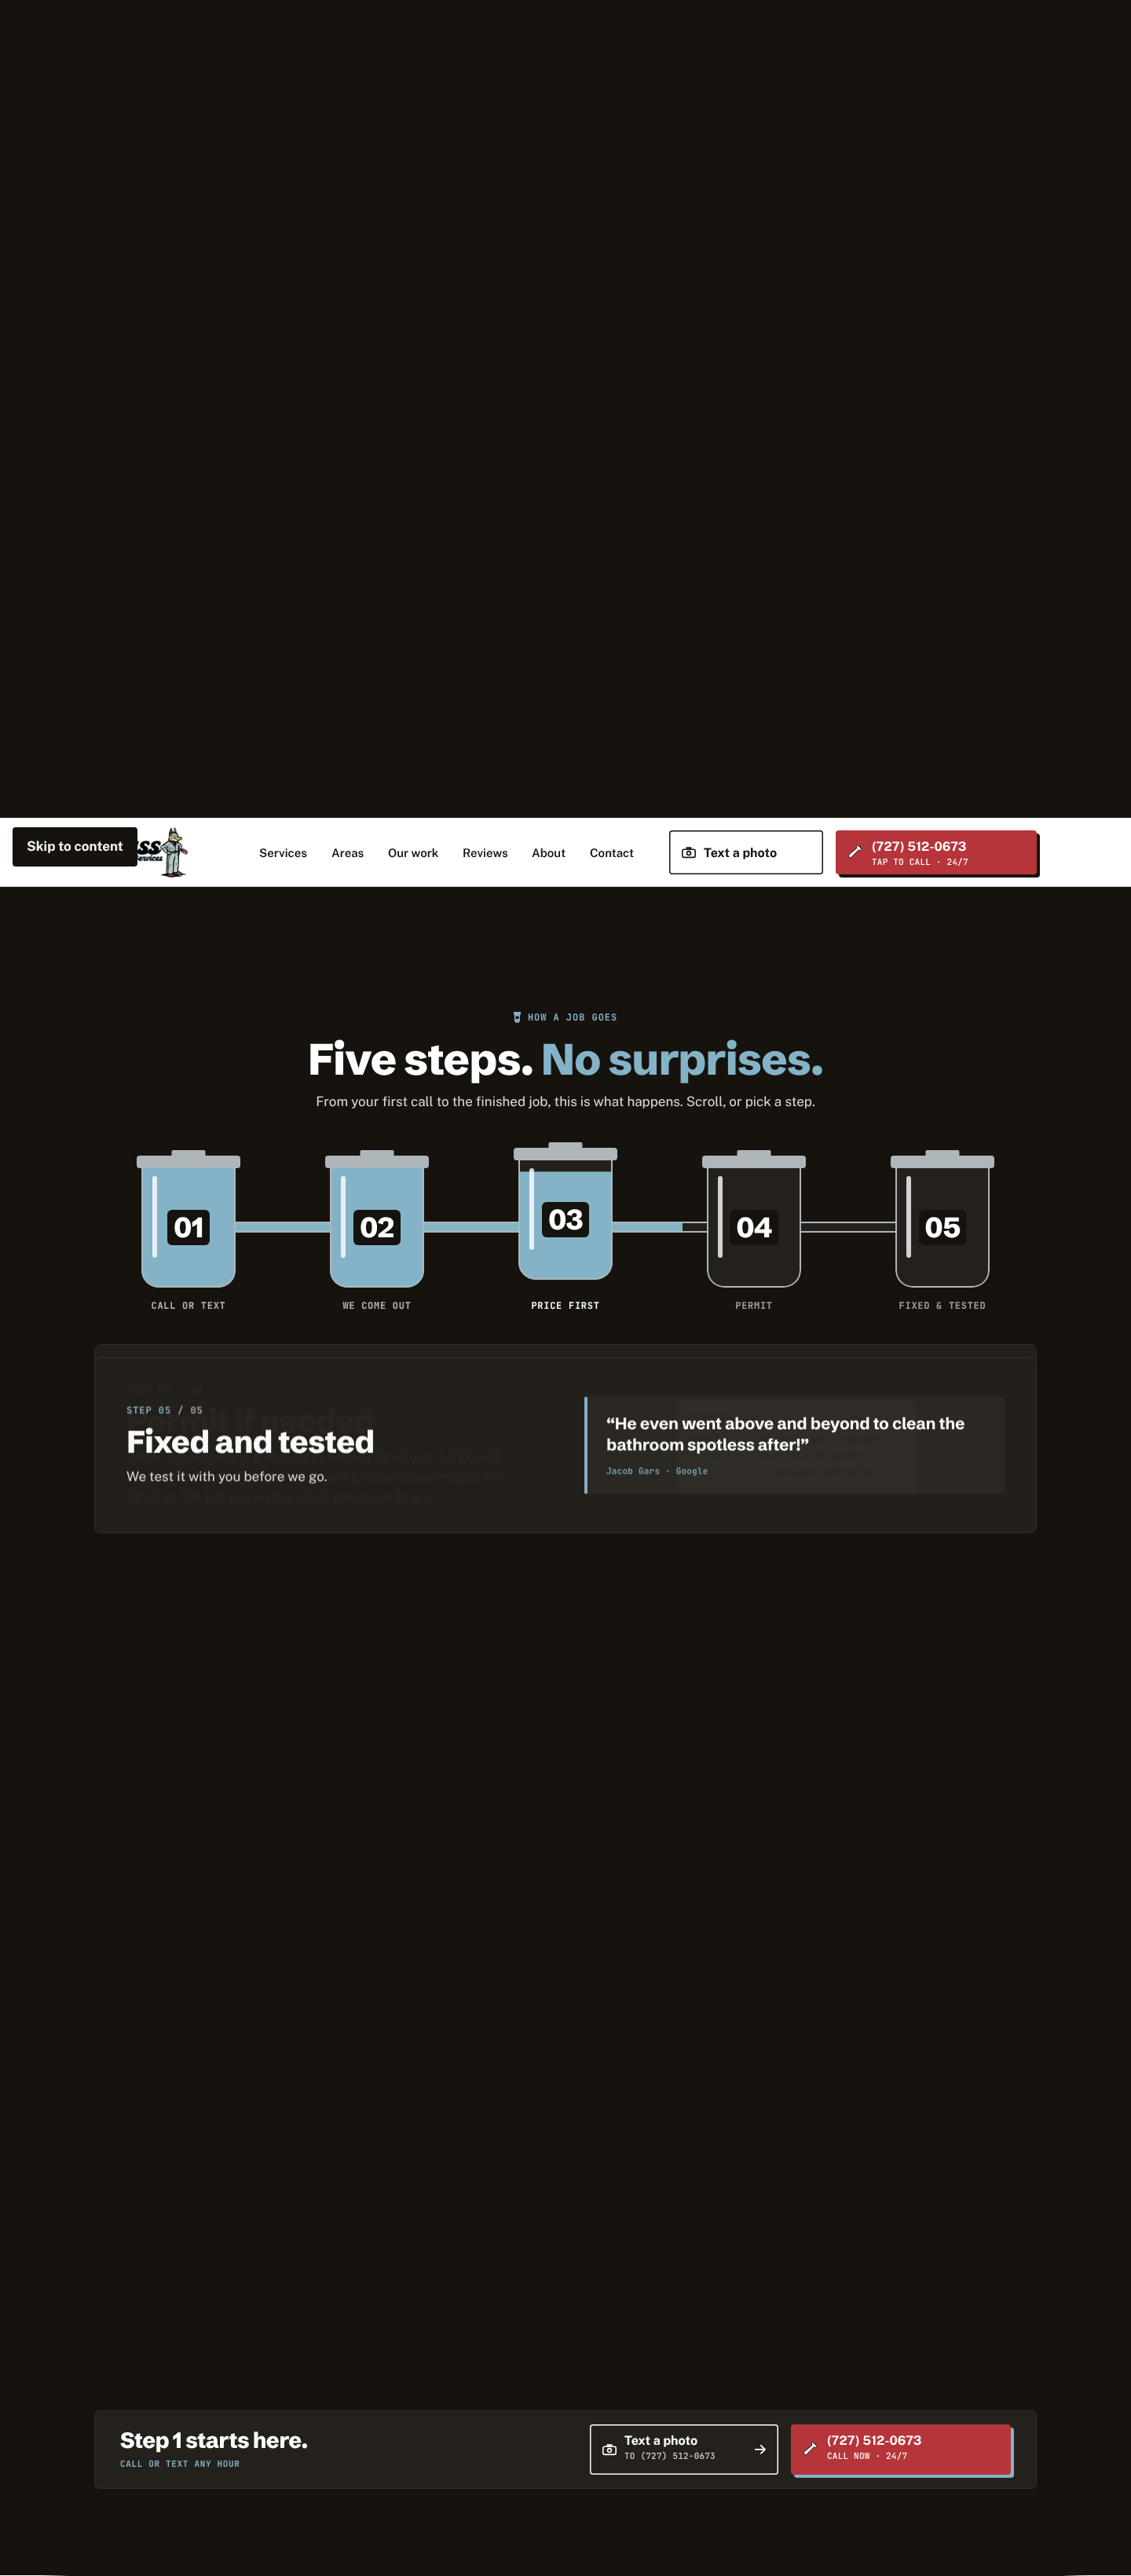 Skip to content
ss
Services
Services
Areas
Our work
Reviews
About
Contact
Text a photo
(727) 512-0673
TAP TO CALL · 24/7
HOW A JOB GOES
Five steps. No surprises.
From your first call to the finished job, this is what happens. Scroll, or pick a step.
01
02
03
04
05
CALL OR TEXT
WE COME OUT
PRICE FIRST
PERMIT
FIXED & TESTED
Permit if needed
STEP 05 / 05
Fixed and tested
We test it with you before we go.
“He even went above and beyond to clean the
bathroom spotless after!”
Jacob Gars · Google
Step 1 starts here.
CALL OR TEXT ANY HOUR
Text a photo
TO (727) 512-0673
(727) 512-0673
CALL NOW · 24/7